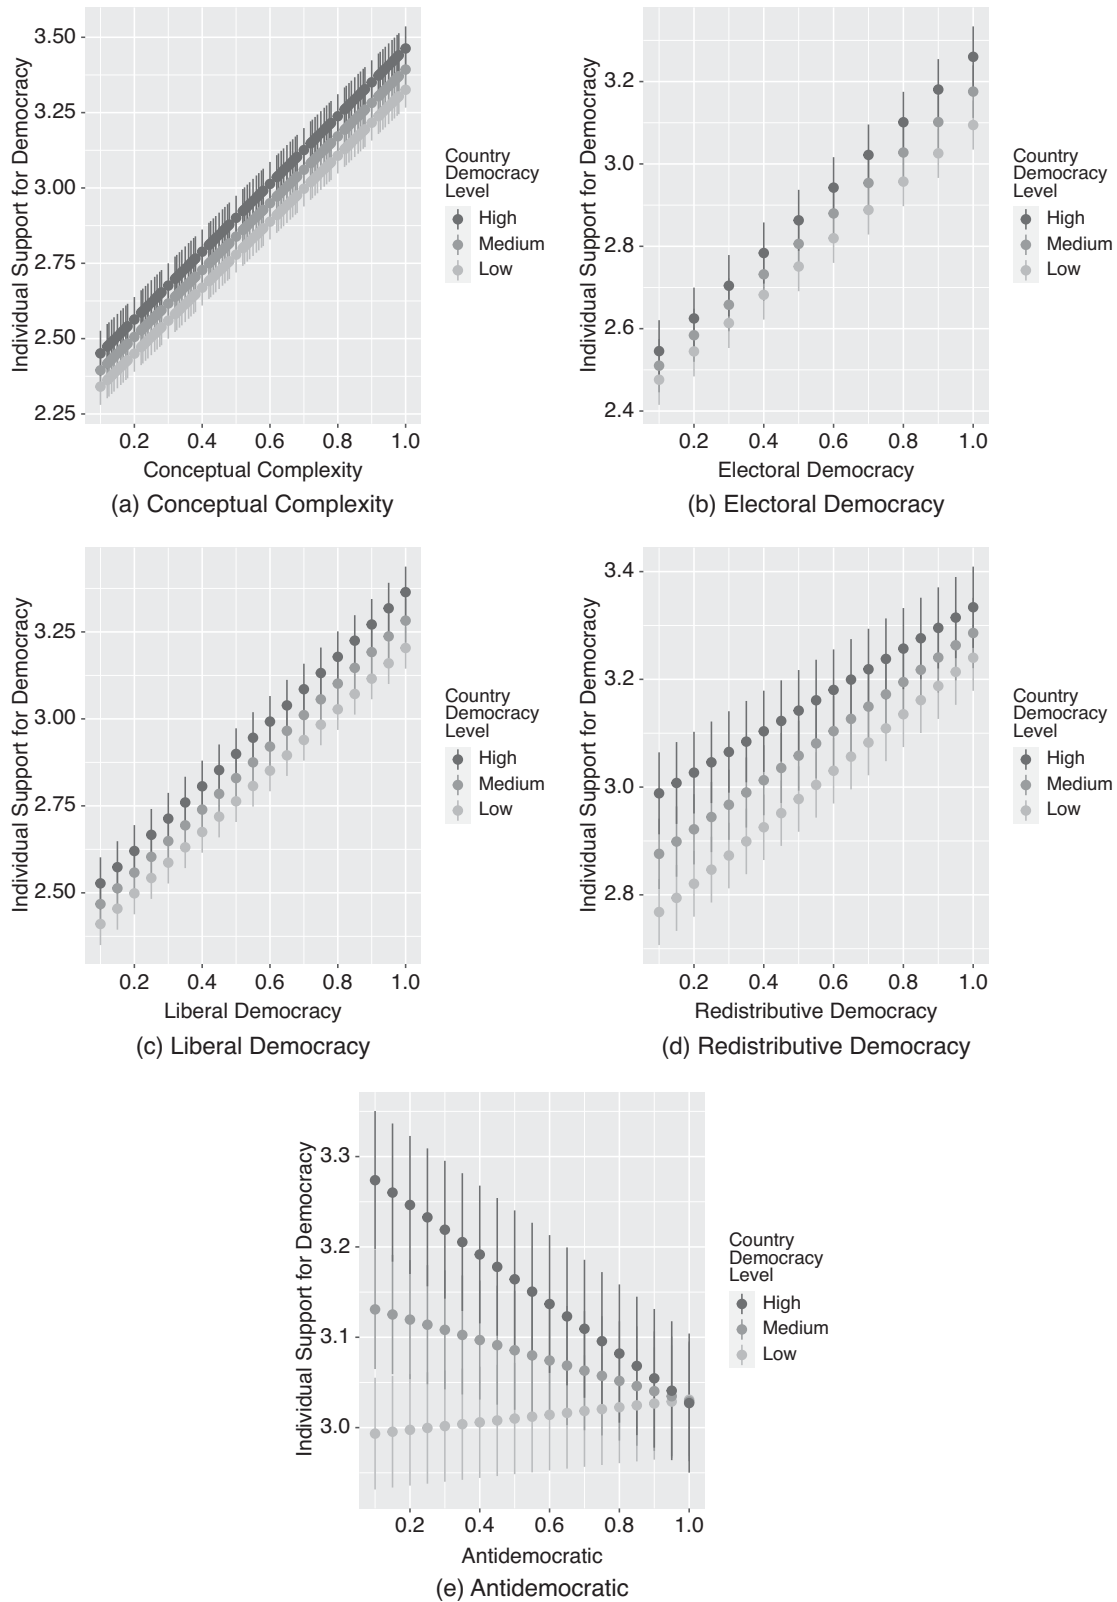 Individual Support for Democracy
3.50
3.25
3.00
2.75
2.50
2.25
0.2 0.4 0.6 0.8 1.0
Conceptual Complexity
Country
Democracy
Level
High
Medium
Low
(a) Conceptual Complexity
Individual Support for Democracy
3.2
3.0
2.8
2.6
2.4
0.2 0.4 0.6 0.8 1.0
Electoral Democracy
Country
Democracy
Level
High
Medium
Low
(b) Electoral Democracy
Individual Support for Democracy
3.25
3.00
2.75
2.50
0.2 0.4 0.6 0.8 1.0
Liberal Democracy
Country
Democracy
Level
High
Medium
Low
(c) Liberal Democracy
Individual Support for Democracy
3.4
3.2
3.0
2.8
0.2 0.4 0.6 0.8 1.0
Redistributive Democracy
Country
Democracy
Level
High
Medium
Low
(d) Redistributive Democracy
Individual Support for Democracy
3.3
3.2
3.1
3.0
0.2 0.4 0.6 0.8 1.0
Antidemocratic
Country
Democracy
Level
High
Medium
Low
(e) Antidemocratic